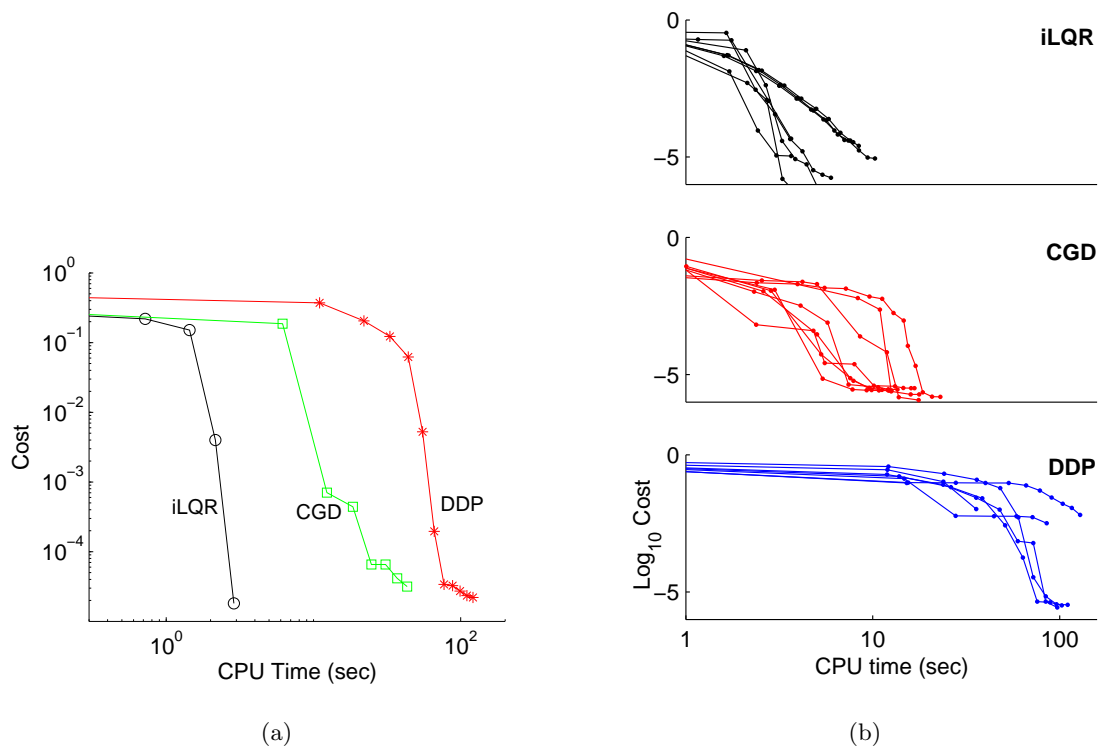 10^0
10^-1
10^-2
10^-3
10^-4
Cost
iLQR
CGD
DDP
10^0
10^2
CPU Time (sec)
(a)
0
−5
iLQR
0
−5
CGD
0
−5
DDP
Log_10 Cost
1
10
100
CPU time (sec)
(b)